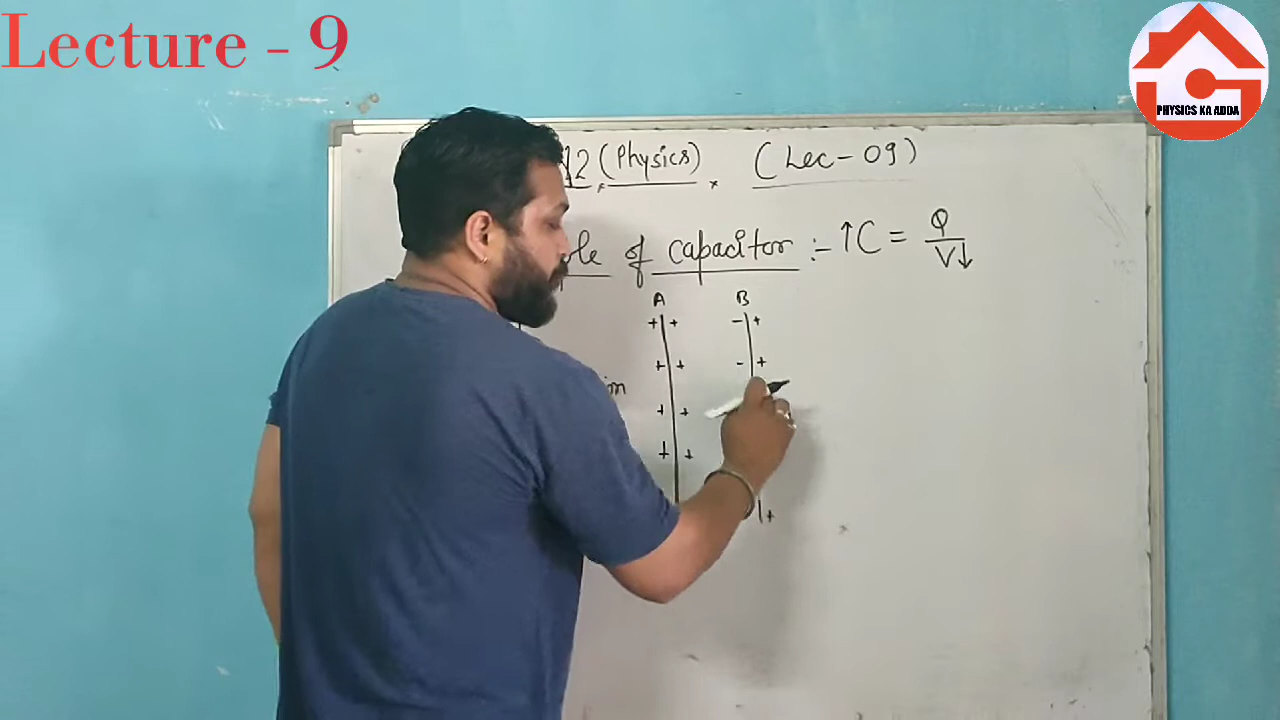 Lecture - 9
PHYSICS KA ADDA
12 (Physics) (Lec - 09)
of capacitor :- ↑C = Q/V↓
A B
+ + - +
+ + - +
+ +
+ +
+